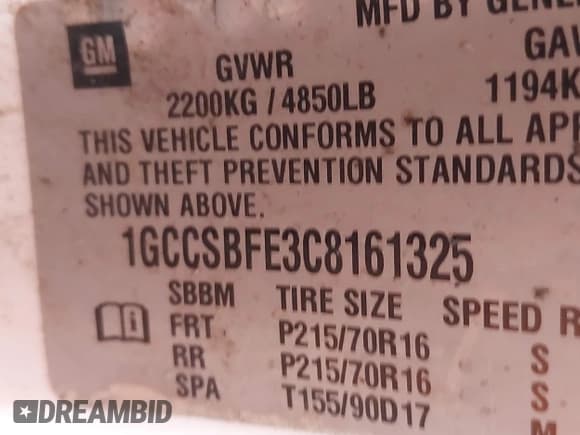 MFD BY GENE
GM
GVWR
GA
2200KG / 4850LB
1194K
THIS VEHICLE CONFORMS TO ALL APP
AND THEFT PREVENTION STANDARDS
SHOWN ABOVE.
1GCCSBFE3C8161325
SBBM TIRE SIZE SPEED R
FRT P215/70R16 S
RR P215/70R16 S
SPA T155/90D17 M
DREAMBID